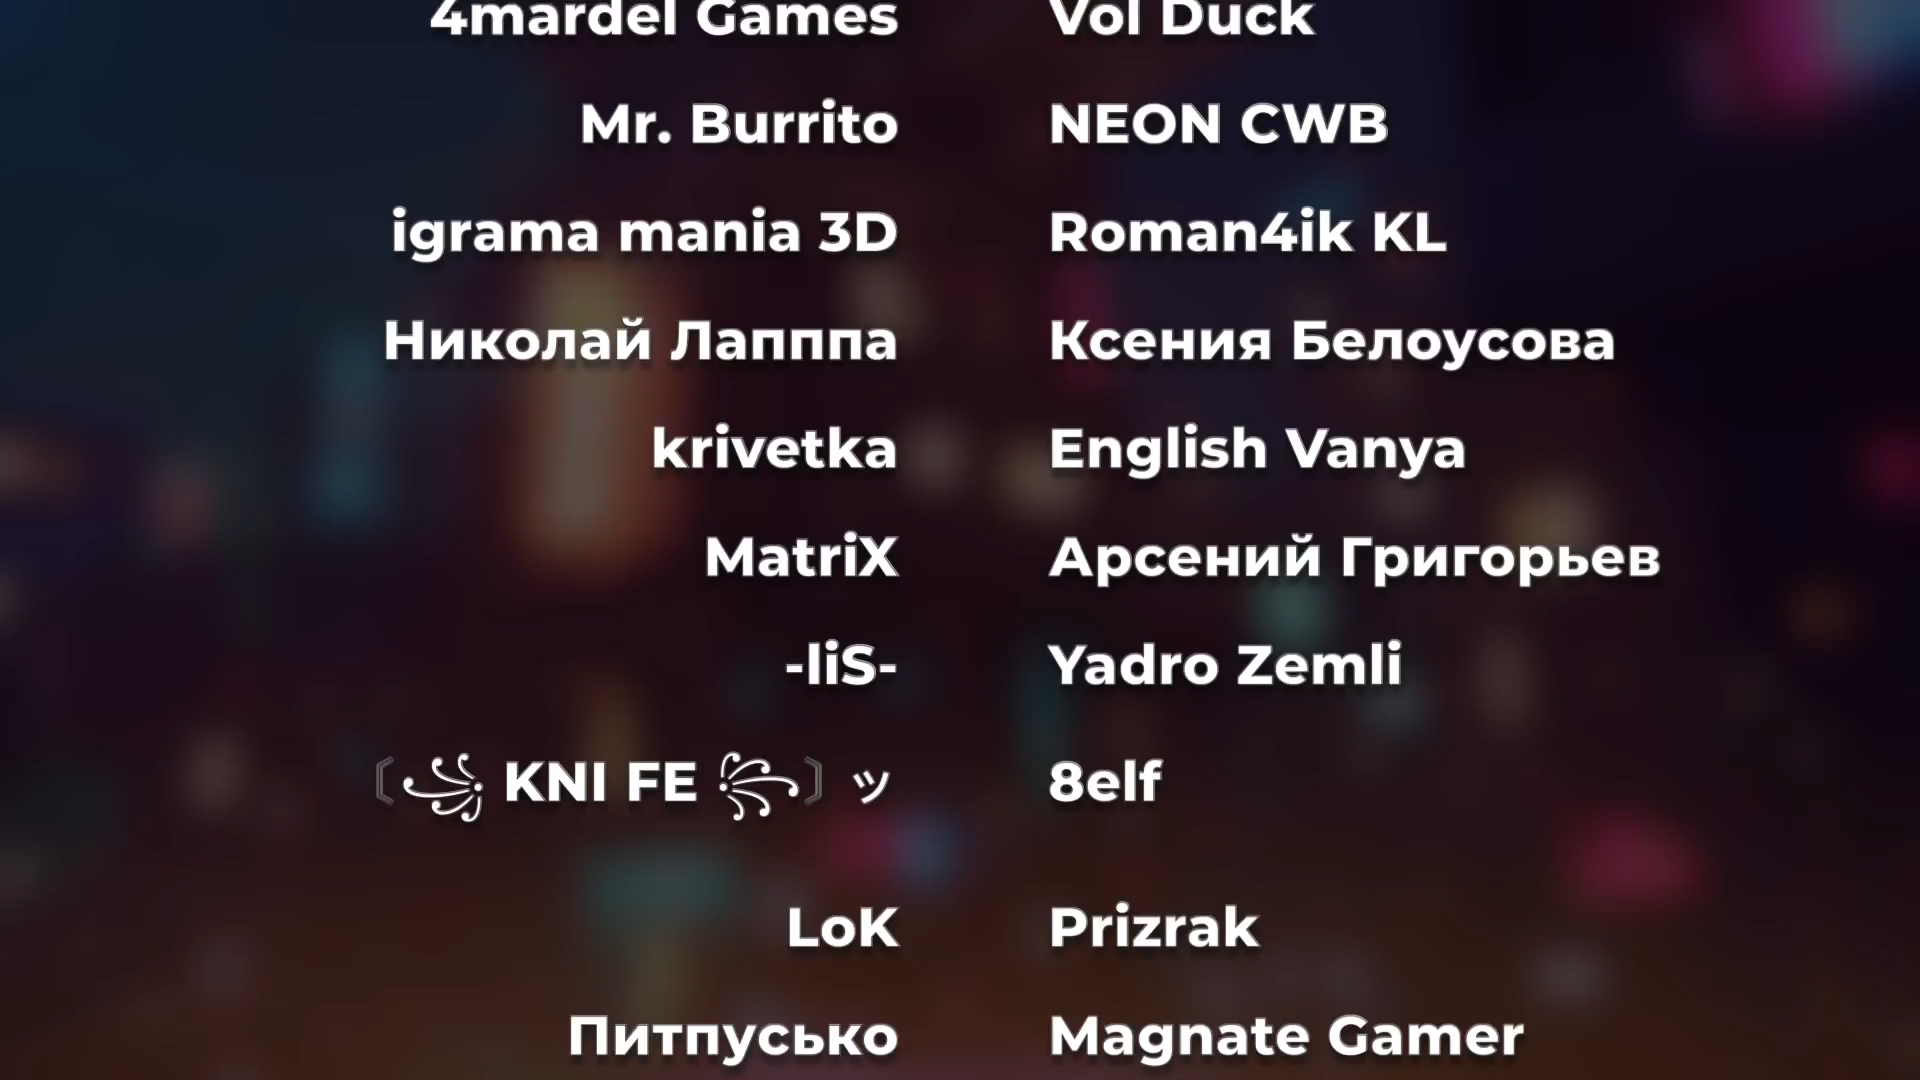 4mardel Games Vol Duck
Mr. Burrito NEON CWB
igrama mania 3D Roman4ik KL
Николай Лапппа Ксения Белоусова
krivetka English Vanya
MatriX Арсений Григорьев
-liS- Yadro Zemli
〔꧁ KNI FE ꧂〕ッ 8elf
LoK Prizrak
Питпусько Magnate Gamer